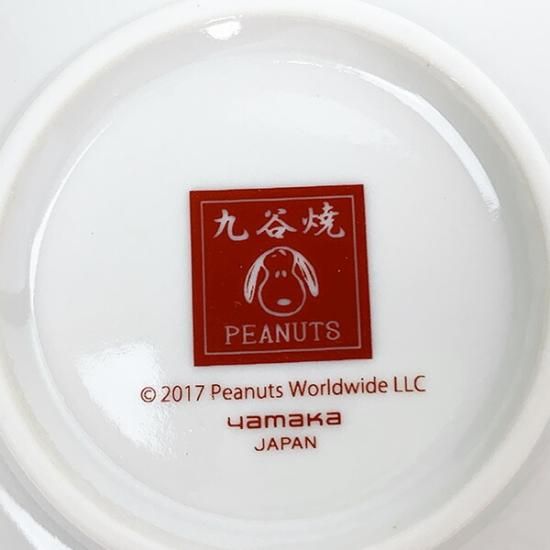 九谷焼
PEANUTS
© 2017 Peanuts Worldwide LLC
yamaka
JAPAN